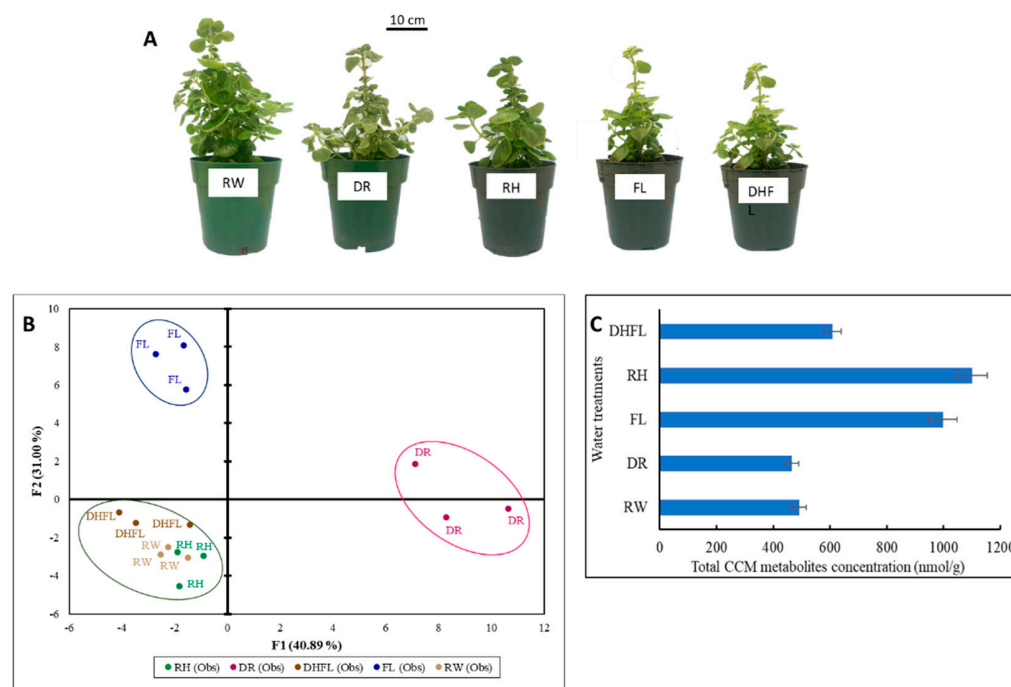 A
10 cm
RW
DR
RH
FL
DHF
L
B
F2 (31.00 %)
10
8
6
4
2
0
-2
-4
-6
FL
FL
FL
DR
DR
DR
DHFL
DHFL
DHFL
RW
RW
RW
RH
RH
RH
-6
-4
-2
0
2
4
6
8
10
12
F1 (40.89 %)
RH (Obs) DR (Obs) DHFL (Obs) FL (Obs) RW (Obs)
C
Water treatments
DHFL
RH
FL
DR
RW
0 200 400 600 800 1000 1200
Total CCM metabolites concentration (nmol/g)